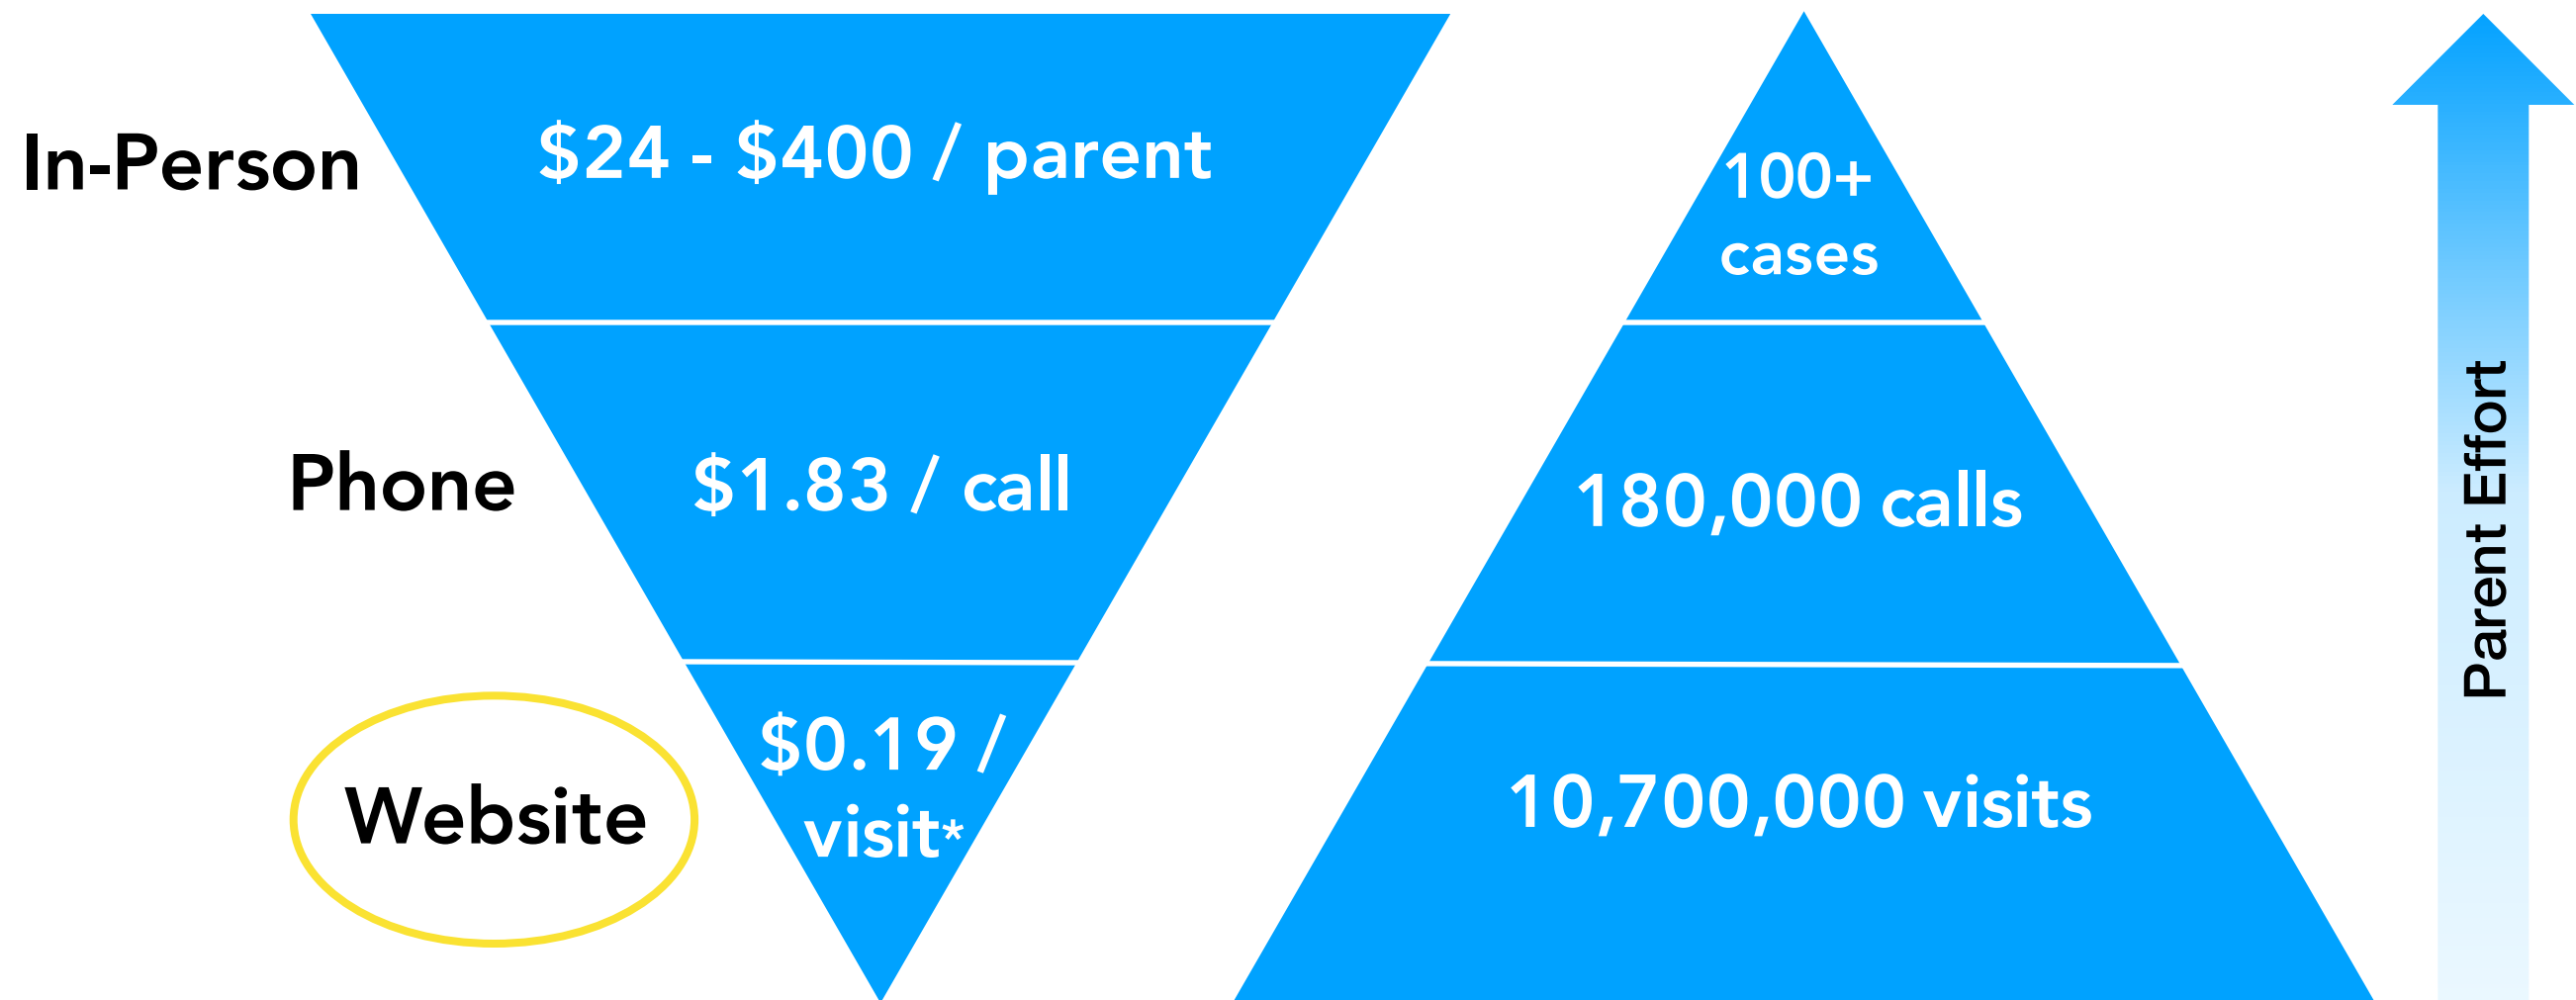 In-Person
$24 - $400 / parent
100+
cases
Phone
$1.83 / call
180,000 calls
Website
$0.19 /
visit*
10,700,000 visits
Parent Effort